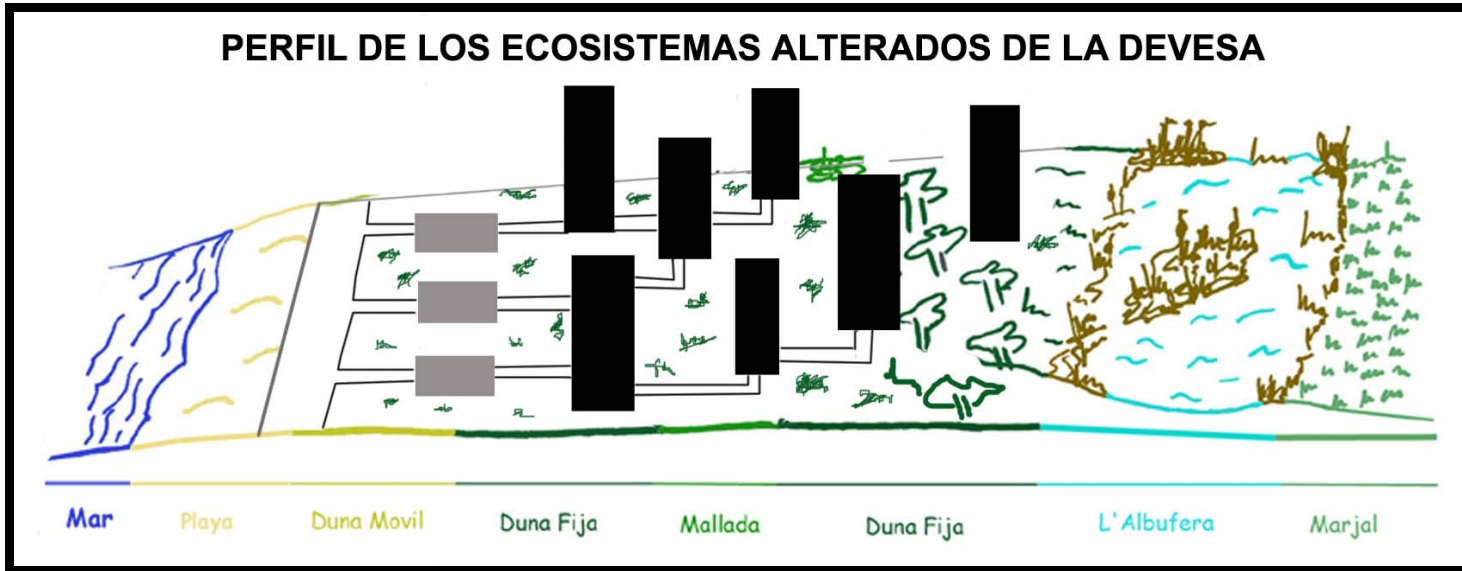 PERFIL DE LOS ECOSISTEMAS ALTERADOS DE LA DEVESA
Mar Playa Duna Movil Duna Fija Mallada Duna Fija L'Albufera Marjal